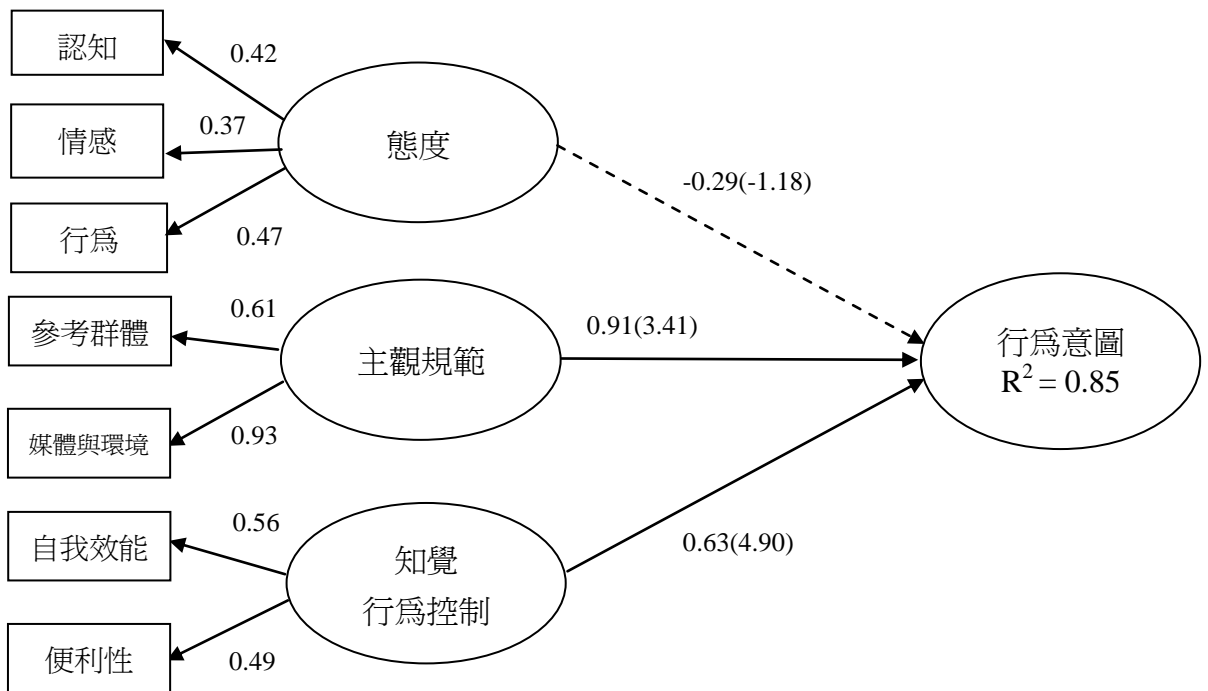 認知
0.42
情感
0.37
態度
行為
0.47
-0.29(-1.18)
參考群體
0.61
主觀規範
0.91(3.41)
行為意圖
R² = 0.85
媒體與環境
0.93
自我效能
0.56
知覺
行為控制
0.63(4.90)
便利性
0.49